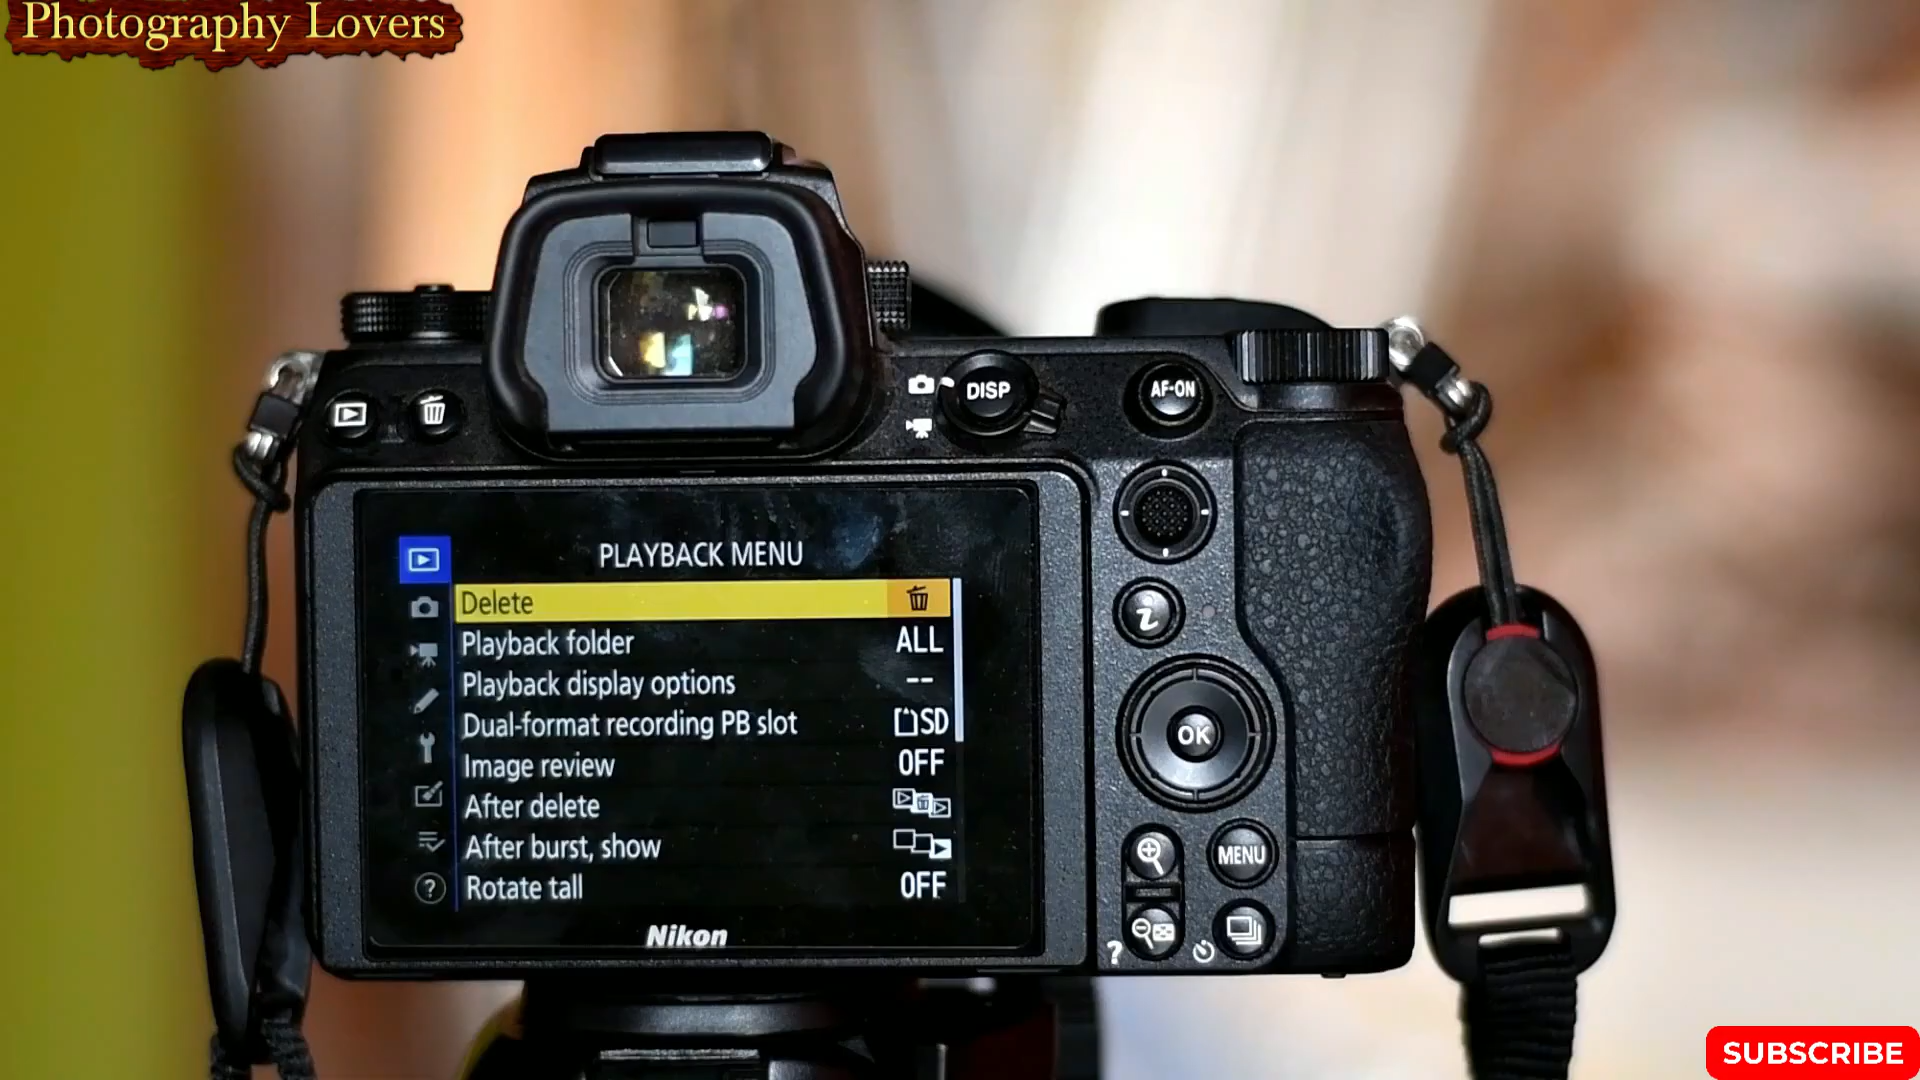 Photography Lovers
DISP
AF-ON
PLAYBACK MENU
Delete
Playback folder ALL
Playback display options --
Dual-format recording PB slot SD
Image review OFF
After delete
After burst, show
Rotate tall OFF
Nikon
i
OK
MENU
?
?
SUBSCRIBE